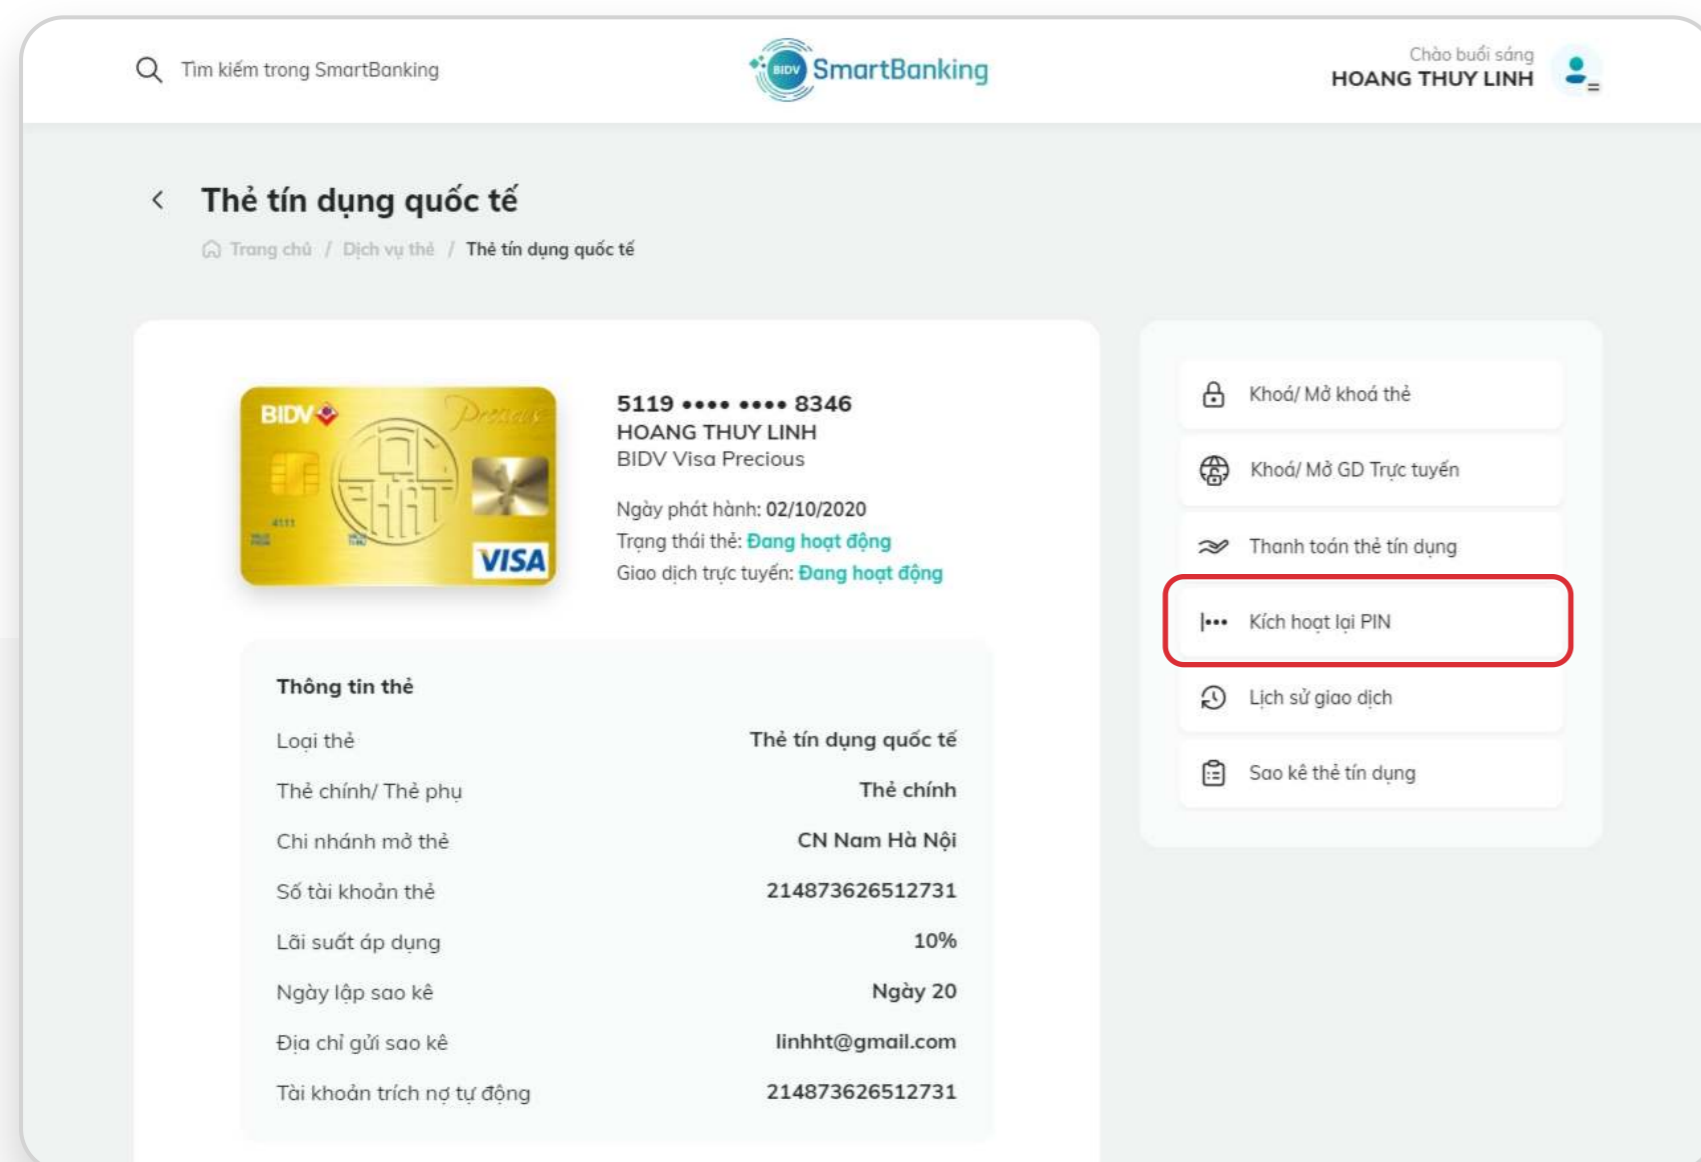 Tìm kiếm trong SmartBanking
BIDV SmartBanking
Chào buổi sáng
HOANG THUY LINH
Thẻ tín dụng quốc tế
Trang chủ / Dịch vụ thẻ / Thẻ tín dụng quốc tế
BIDV
Precious
4111
VISA
5119 •••• •••• 8346
HOANG THUY LINH
BIDV Visa Precious
Ngày phát hành: 02/10/2020
Trạng thái thẻ: Đang hoạt động
Giao dịch trực tuyến: Đang hoạt động
Thông tin thẻ
Loại thẻ Thẻ tín dụng quốc tế
Thẻ chính/ Thẻ phụ Thẻ chính
Chi nhánh mở thẻ CN Nam Hà Nội
Số tài khoản thẻ 214873626512731
Lãi suất áp dụng 10%
Ngày lập sao kê Ngày 20
Địa chỉ gửi sao kê linhht@gmail.com
Tài khoản trích nợ tự động 214873626512731
Khoá/ Mở khoá thẻ
Khoá/ Mở GD Trực tuyến
Thanh toán thẻ tín dụng
Kích hoạt lại PIN
Lịch sử giao dịch
Sao kê thẻ tín dụng